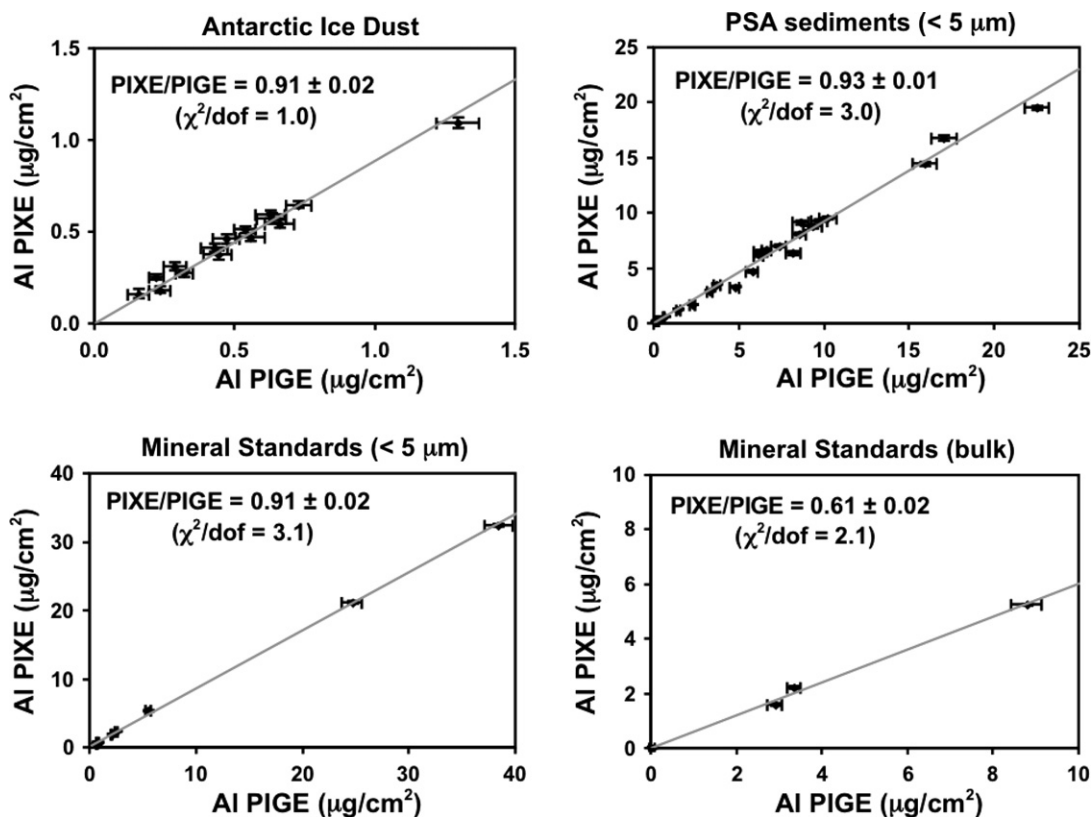 Antarctic Ice Dust
PIXE/PIGE = 0.91 ± 0.02
(χ²/dof = 1.0)
Al PIXE (µg/cm²)
1.5
1.0
0.5
0.0
0.0 0.5 1.0 1.5
Al PIGE (µg/cm²)
PSA sediments (< 5 µm)
PIXE/PIGE = 0.93 ± 0.01
(χ²/dof = 3.0)
Al PIXE (µg/cm²)
25
20
15
10
5
0
0 5 10 15 20 25
Al PIGE (µg/cm²)
Mineral Standards (< 5 µm)
PIXE/PIGE = 0.91 ± 0.02
(χ²/dof = 3.1)
Al PIXE (µg/cm²)
40
30
20
10
0
0 10 20 30 40
Al PIGE (µg/cm²)
Mineral Standards (bulk)
PIXE/PIGE = 0.61 ± 0.02
(χ²/dof = 2.1)
Al PIXE (µg/cm²)
10
8
6
4
2
0
0 2 4 6 8 10
Al PIGE (µg/cm²)